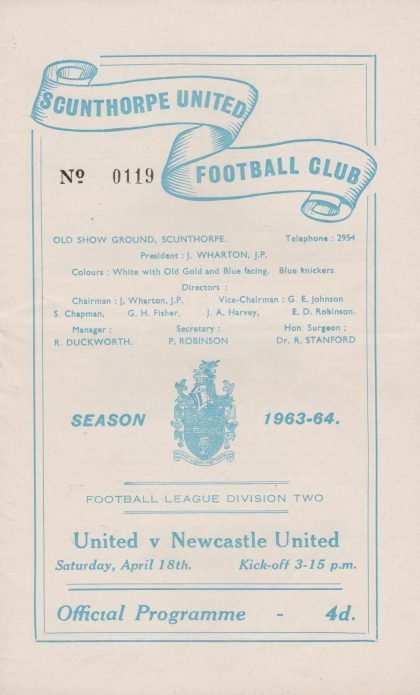 SCUNTHORPE UNITED
FOOTBALL CLUB
Nº 0119
OLD SHOW GROUND, SCUNTHORPE. Telephone : 2954
President : J. WHARTON, J.P.
Colours : White with Old Gold and Blue facing. Blue knickers.
Directors :
Chairman : J. Wharton, J.P. Vice-Chairman : G. E. Johnson
S. Chapman, G. H. Fisher, J. A. Harvey, E. D. Robinson.
Manager : Secretary : Hon. Surgeon ;
R. DUCKWORTH. P. ROBINSON Dr. R. STANFORD
SEASON 1963-64.
FOOTBALL LEAGUE DIVISION TWO
United v Newcastle United
Saturday, April 18th. Kick-off 3-15 p.m.
Official Programme - 4d.